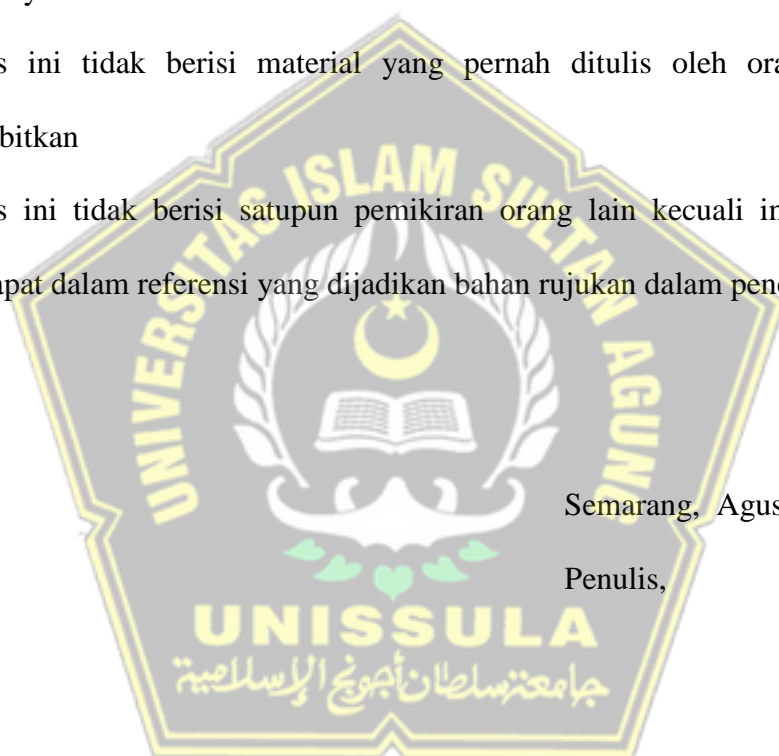 s ini tidak berisi material yang pernah ditulis oleh ora
bitkan
s ini tidak berisi satupun pemikiran orang lain kecuali in
apat dalam referensi yang dijadikan bahan rujukan dalam pen
Semarang, Agus
Penulis,
UNIVERSITAS ISLAM SULTAN AGUNG
UNISSULA
جامعة سلطان أجونج الإسلامية